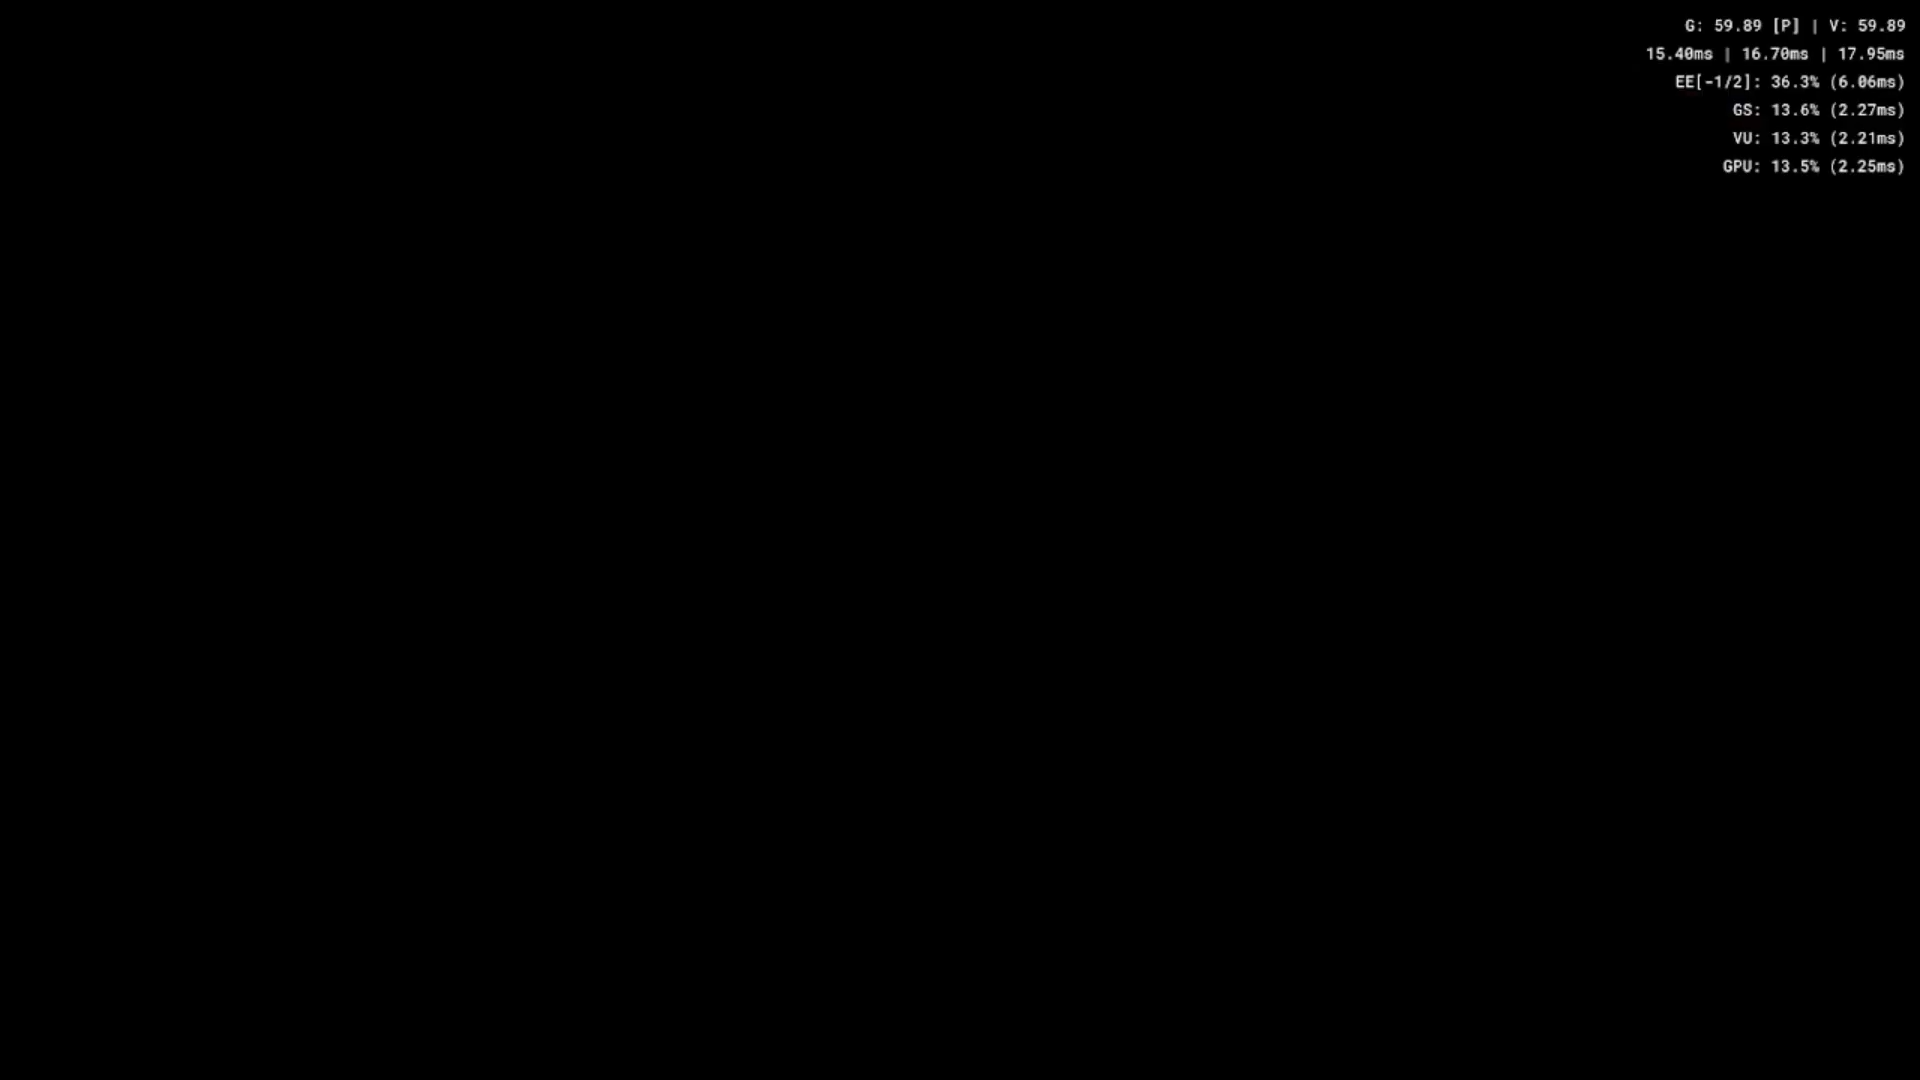 G: 59.89 [P] | V: 59.89
15.40ms | 16.70ms | 17.95ms
EE[-1/2]: 36.3% (6.06ms)
GS: 13.6% (2.27ms)
VU: 13.3% (2.21ms)
GPU: 13.5% (2.25ms)